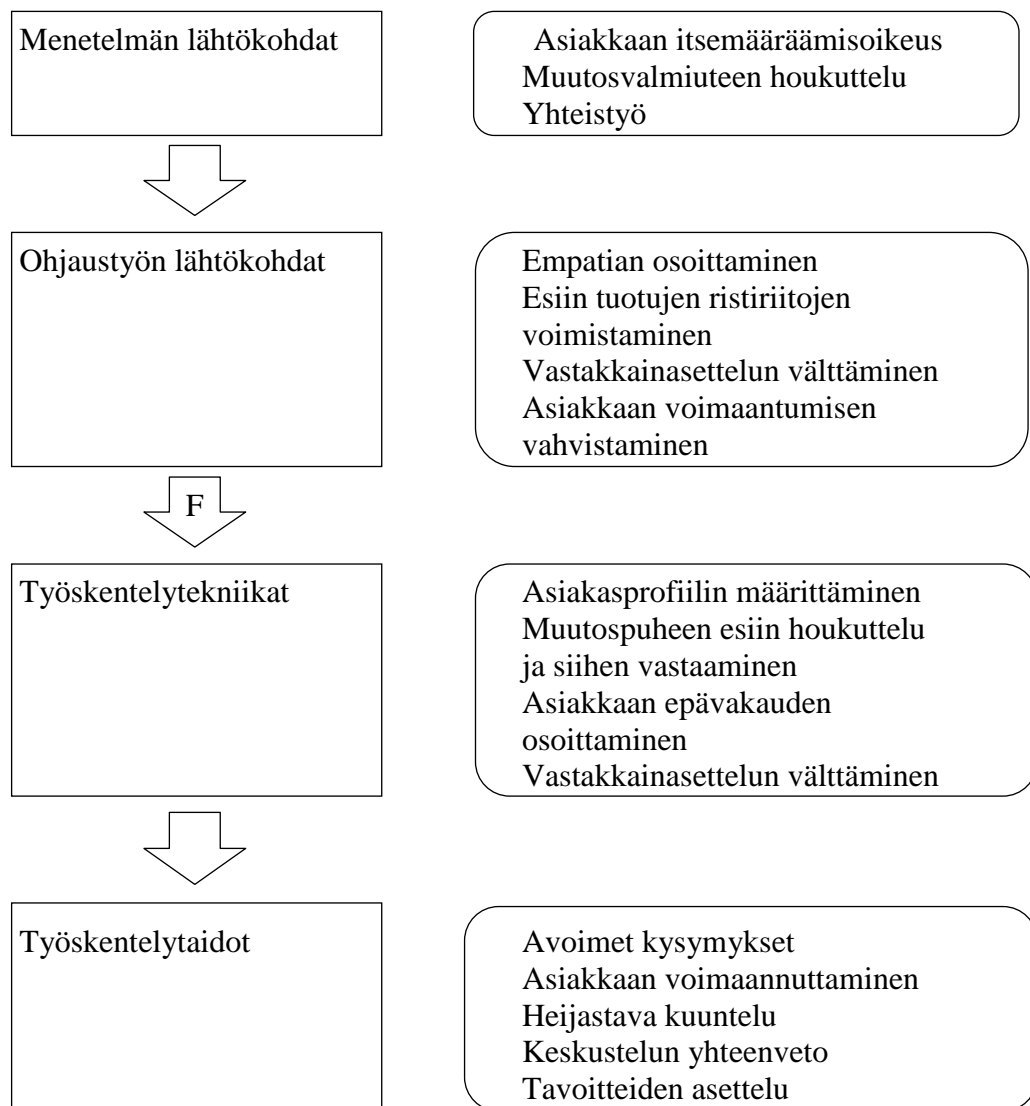 Menetelmän lähtökohdat
Asiakkaan itsemääräämisoikeus
Muutosvalmiuteen houkuttelu
Yhteistyö
Ohjaustyön lähtökohdat
Empatian osoittaminen
Esiin tuotujen ristiriitojen
voimistaminen
Vastakkainasettelun välttäminen
Asiakkaan voimaantumisen
vahvistaminen
F
Työskentelytekniikat
Asiakasprofiilin määrittäminen
Muutospuheen esiin houkuttelu
ja siihen vastaaminen
Asiakkaan epävakauden
osoittaminen
Vastakkainasettelun välttäminen
Työskentelytaidot
Avoimet kysymykset
Asiakkaan voimaannuttaminen
Heijastava kuuntelu
Keskustelun yhteenveto
Tavoitteiden asettelu